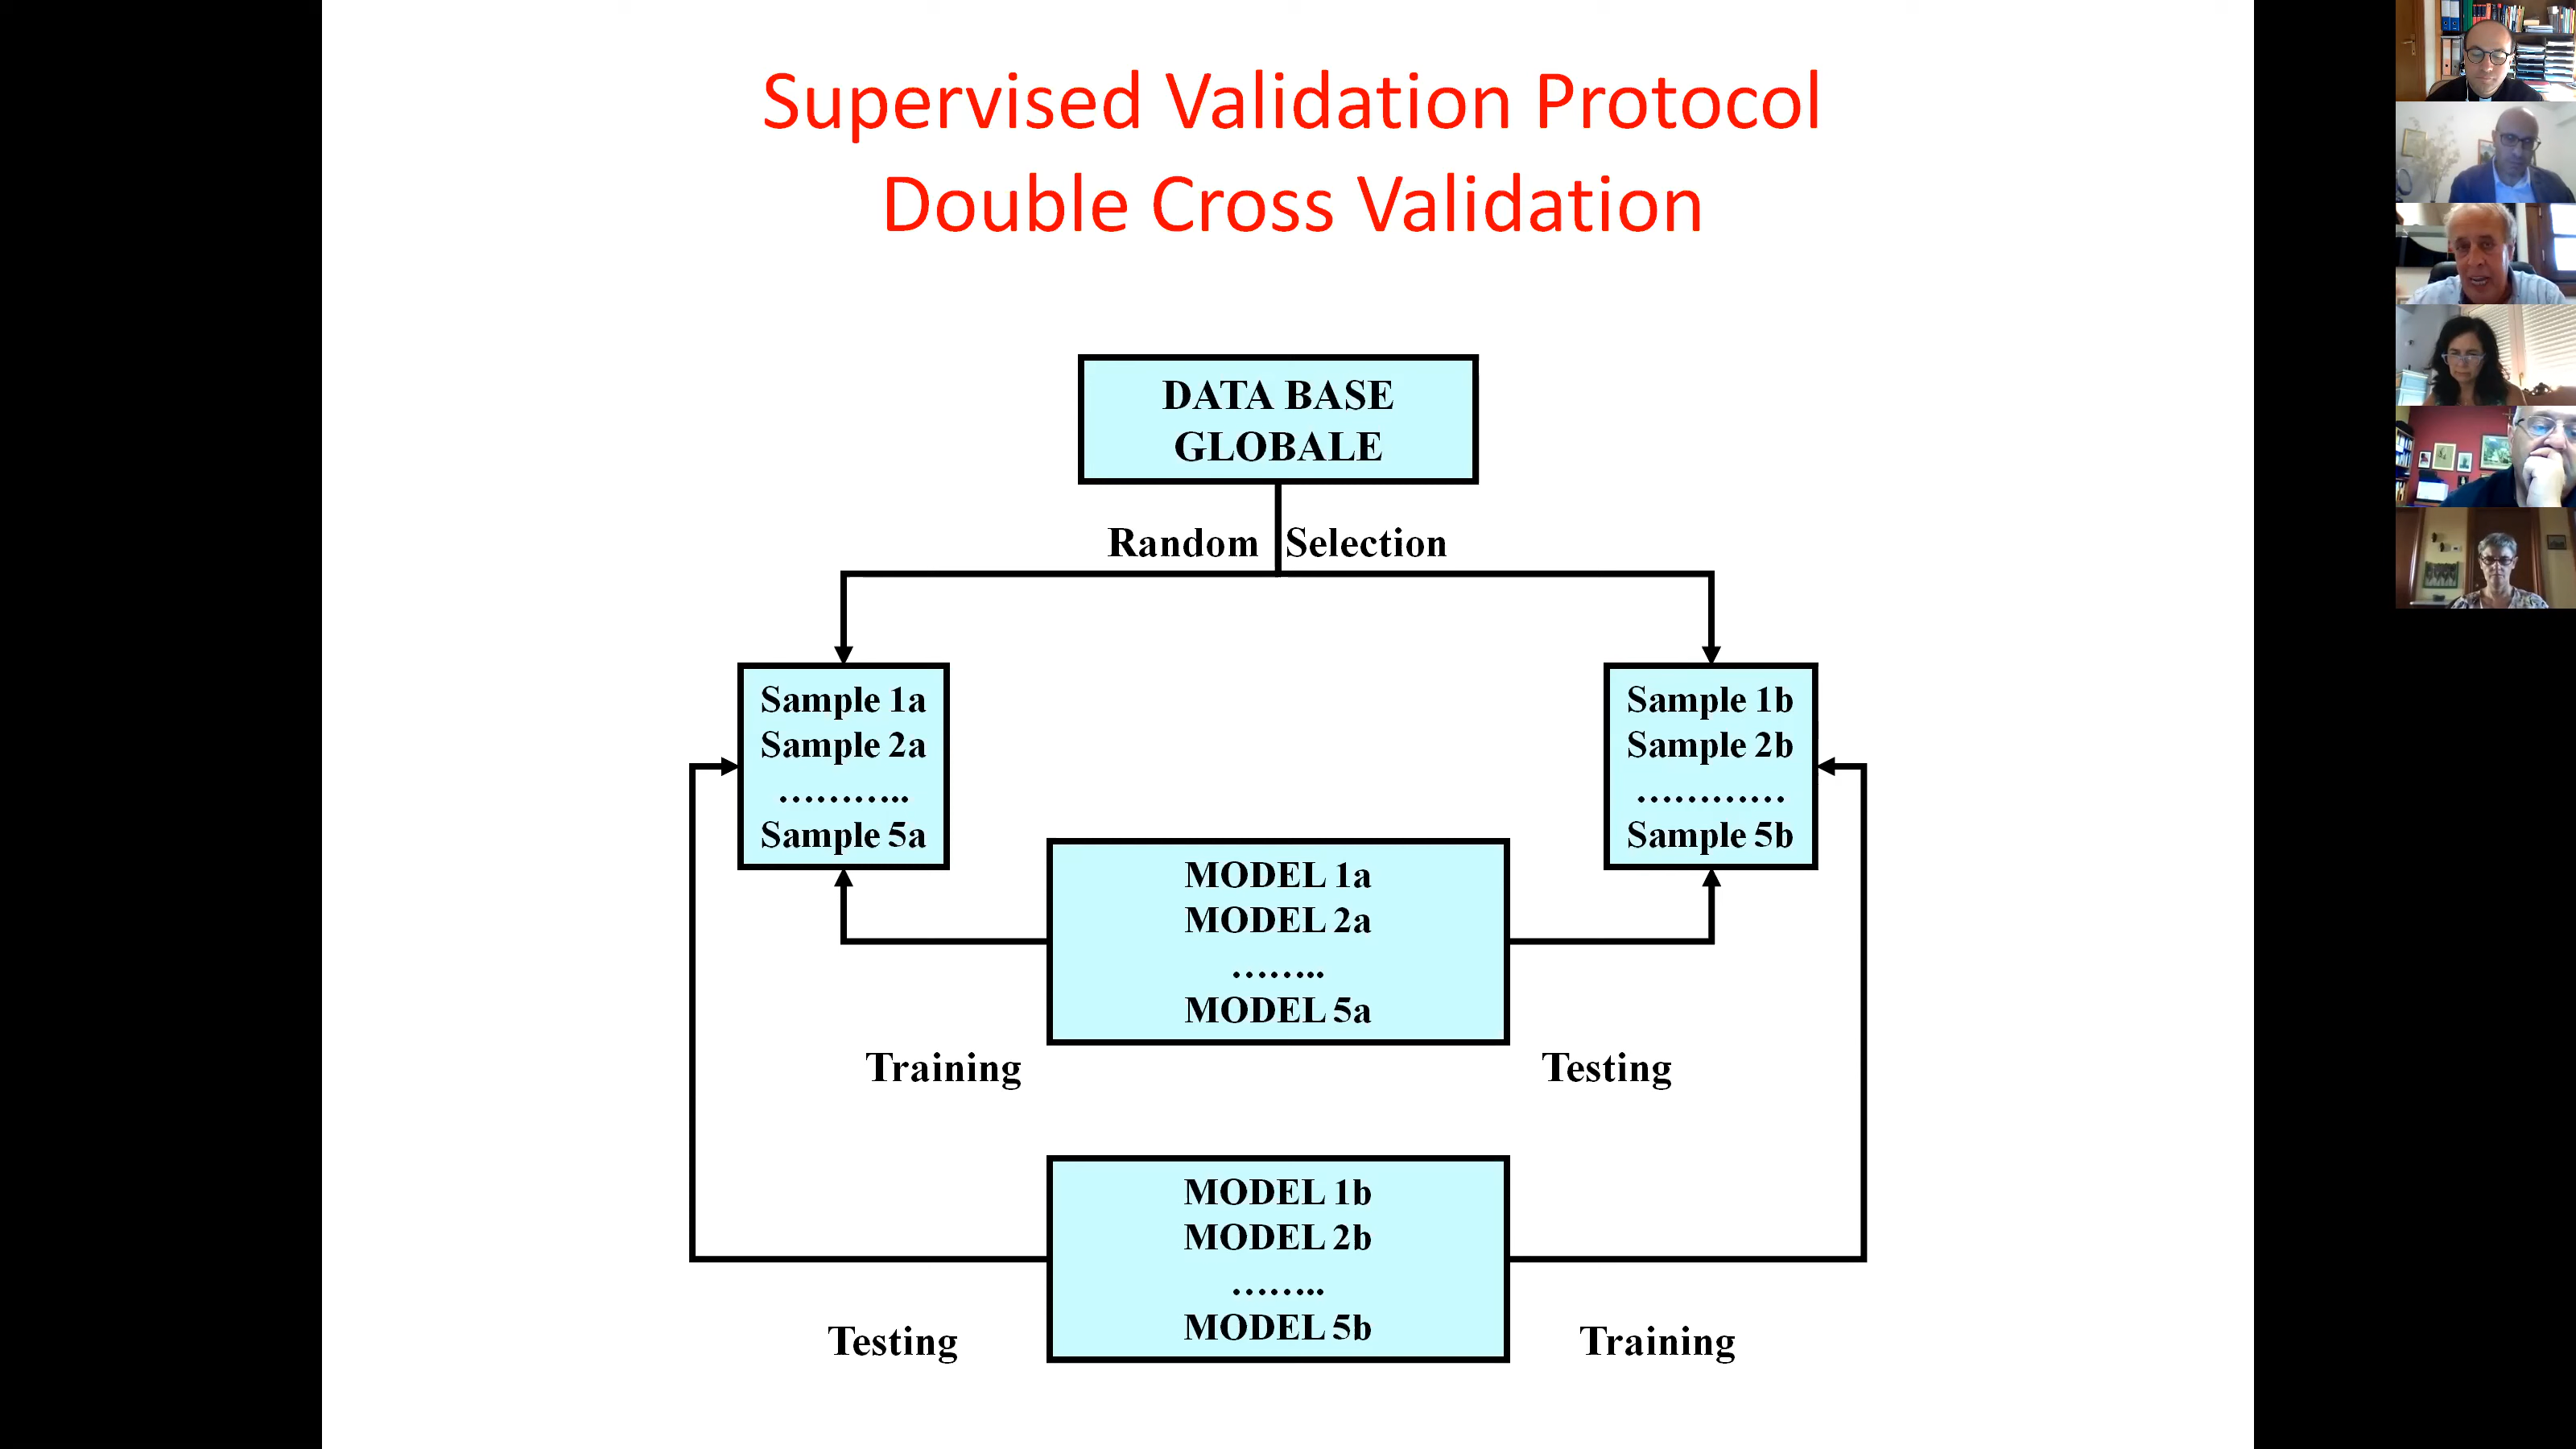 Supervised Validation Protocol
Double Cross Validation
DATA BASE
GLOBALE
Random Selection
Sample 1a
Sample 2a
………..
Sample 5a
Sample 1b
Sample 2b
…………
Sample 5b
MODEL 1a
MODEL 2a
……..
MODEL 5a
Training
Testing
MODEL 1b
MODEL 2b
……..
MODEL 5b
Testing
Training